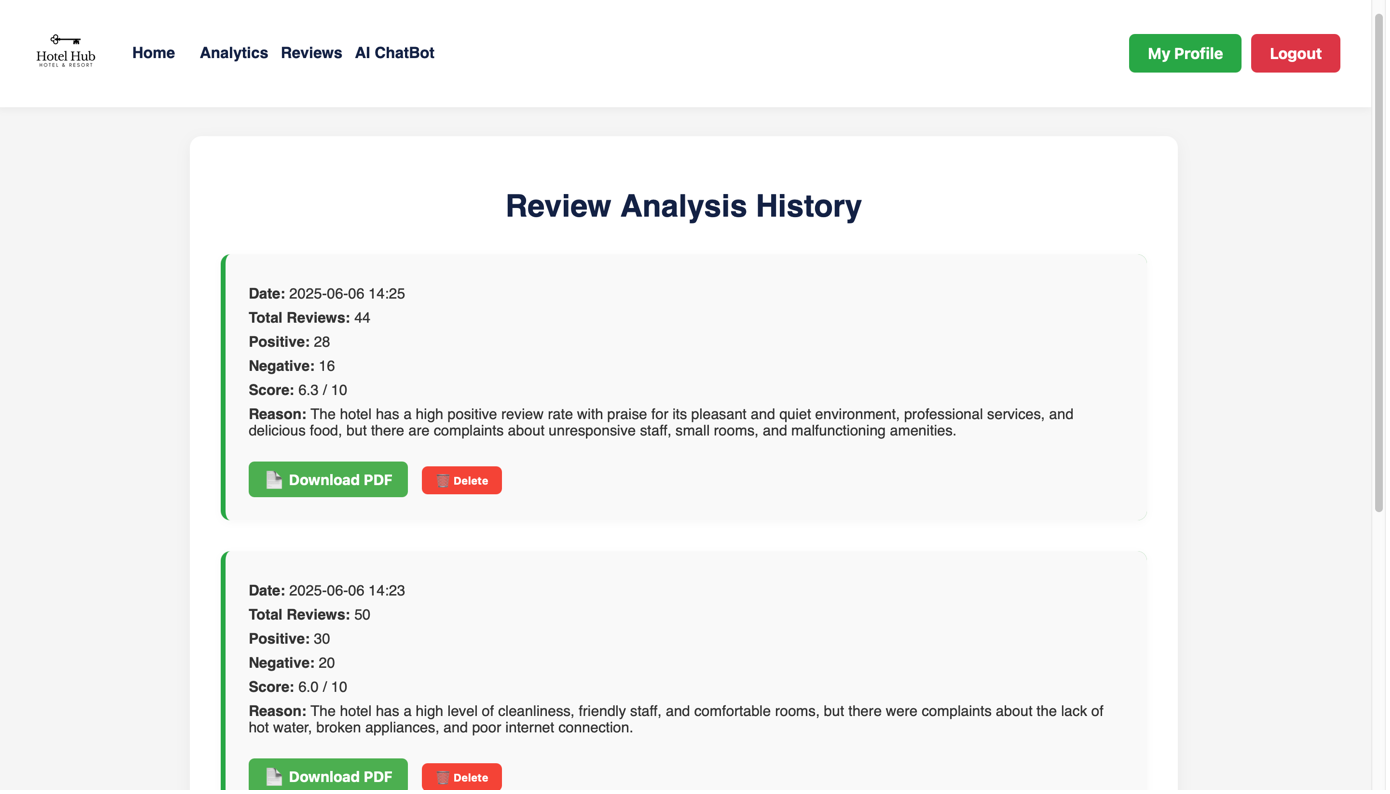 Hotel Hub
HOTEL & RESORT
Home
Analytics
Reviews
AI ChatBot
My Profile
Logout
Review Analysis History
Date: 2025-06-06 14:25
Total Reviews: 44
Positive: 28
Negative: 16
Score: 6.3 / 10
Reason: The hotel has a high positive review rate with praise for its pleasant and quiet environment, professional services, and
delicious food, but there are complaints about unresponsive staff, small rooms, and malfunctioning amenities.
Download PDF
Delete
Date: 2025-06-06 14:23
Total Reviews: 50
Positive: 30
Negative: 20
Score: 6.0 / 10
Reason: The hotel has a high level of cleanliness, friendly staff, and comfortable rooms, but there were complaints about the lack of
hot water, broken appliances, and poor internet connection.
Download PDF
Delete